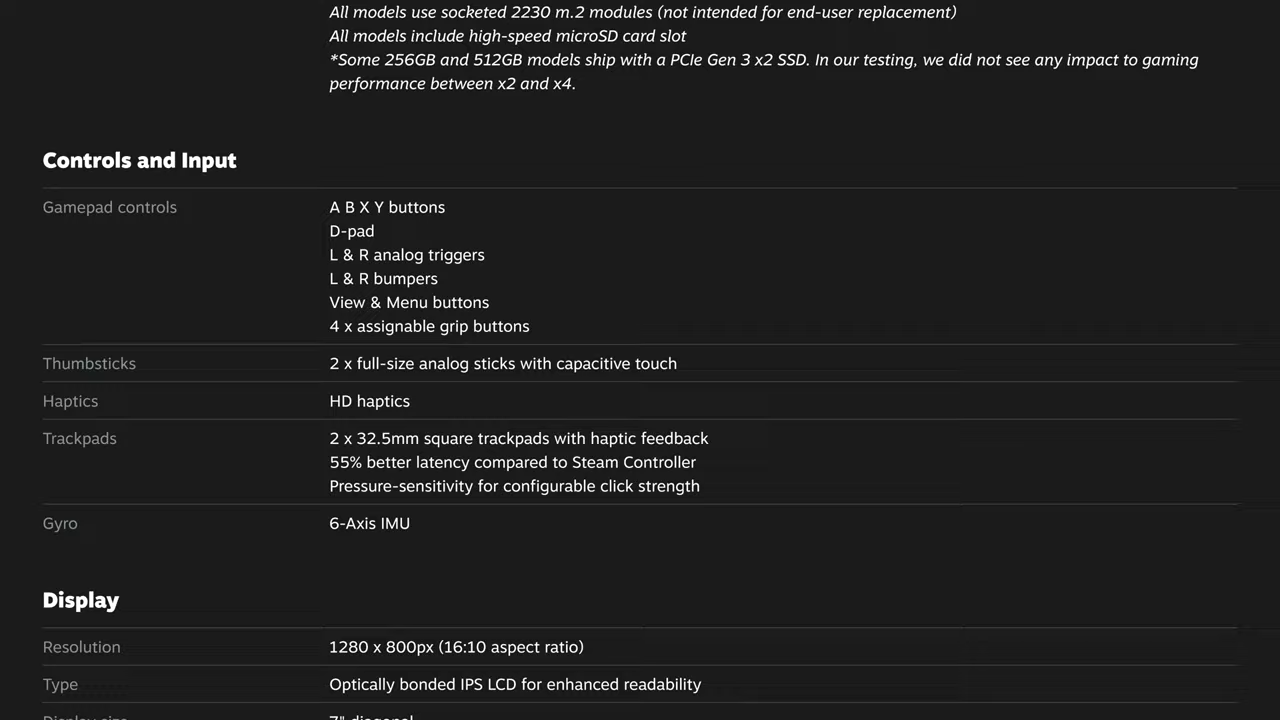 All models use socketed 2230 m.2 modules (not intended for end-user replacement)
All models include high-speed microSD card slot
*Some 256GB and 512GB models ship with a PCIe Gen 3 x2 SSD. In our testing, we did not see any impact to gaming
performance between x2 and x4.
Controls and Input
Gamepad controls
A B X Y buttons
D-pad
L & R analog triggers
L & R bumpers
View & Menu buttons
4 x assignable grip buttons
Thumbsticks
2 x full-size analog sticks with capacitive touch
Haptics
HD haptics
Trackpads
2 x 32.5mm square trackpads with haptic feedback
55% better latency compared to Steam Controller
Pressure-sensitivity for configurable click strength
Gyro
6-Axis IMU
Display
Resolution
1280 x 800px (16:10 aspect ratio)
Type
Optically bonded IPS LCD for enhanced readability
Display size
7" diagonal